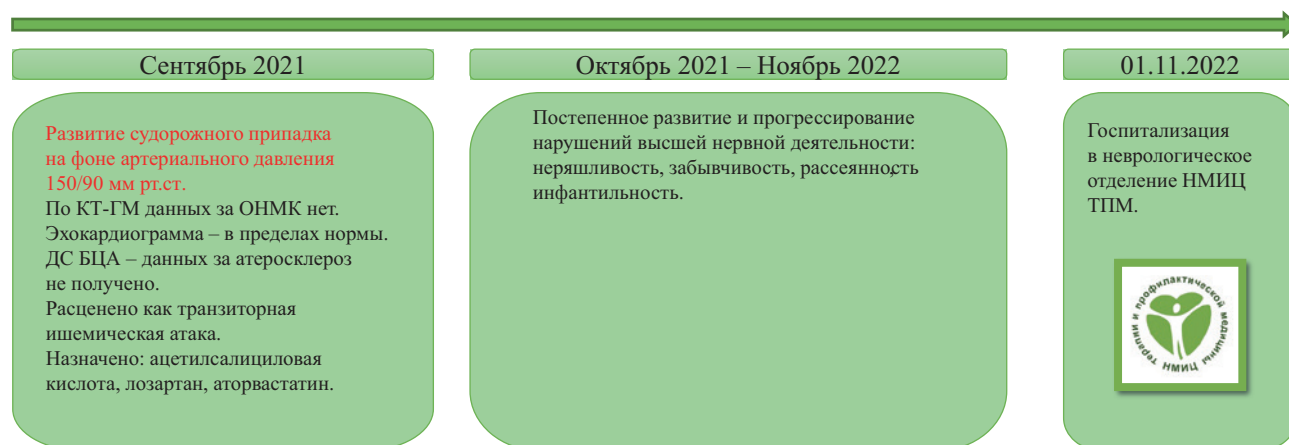 Сентябрь 2021
Развитие судорожного припадка
на фоне артериального давления
150/90 мм рт.ст.
По КТ-ГМ данных за ОНМК нет.
Эхокардиограмма – в пределах нормы.
ДС БЦА – данных за атеросклероз
не получено.
Расценено как транзиторная
ишемическая атака.
Назначено: ацетилсалициловая
кислота, лозартан, аторвастатин.
Октябрь 2021 – Ноябрь 2022
Постепенное развитие и прогрессирование
нарушений высшей нервной деятельности:
неряшливость, забывчивость, рассеянность,
инфантильность.
01.11.2022
Госпитализация
в неврологическое
отделение НМИЦ
ТПМ.
НМИЦ терапии и профилактической медицины